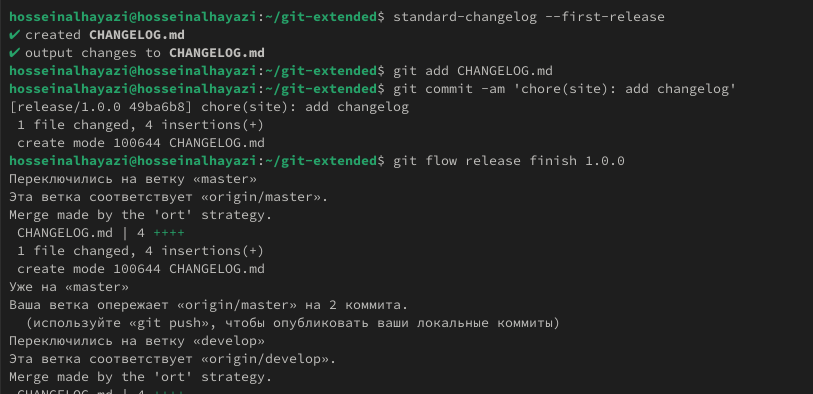 hosseinalhayazi@hosseinalhayazi:~/git-extended$ standard-changelog --first-release
✔ created CHANGELOG.md
✔ output changes to CHANGELOG.md
hosseinalhayazi@hosseinalhayazi:~/git-extended$ git add CHANGELOG.md
hosseinalhayazi@hosseinalhayazi:~/git-extended$ git commit -am 'chore(site): add changelog'
[release/1.0.0 49ba6b8] chore(site): add changelog
 1 file changed, 4 insertions(+)
 create mode 100644 CHANGELOG.md
hosseinalhayazi@hosseinalhayazi:~/git-extended$ git flow release finish 1.0.0
Переключились на ветку «master»
Эта ветка соответствует «origin/master».
Merge made by the 'ort' strategy.
 CHANGELOG.md | 4 ++++
 1 file changed, 4 insertions(+)
 create mode 100644 CHANGELOG.md
Уже на «master»
Ваша ветка опережает «origin/master» на 2 коммита.
  (используйте «git push», чтобы опубликовать ваши локальные коммиты)
Переключились на ветку «develop»
Эта ветка соответствует «origin/develop».
Merge made by the 'ort' strategy.
 CHANGELOG.md | 4 ++++